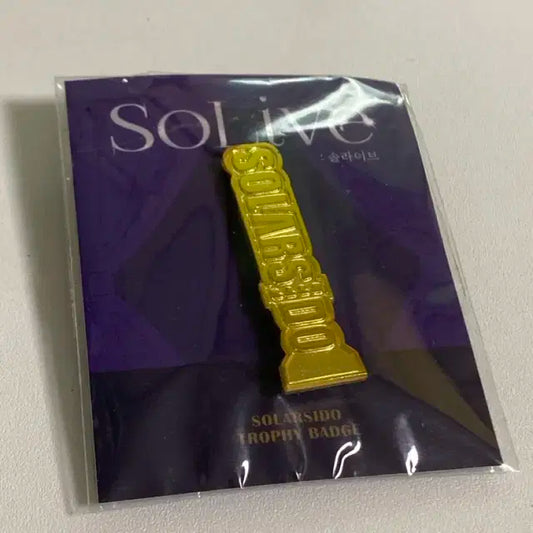 SoLive
: 솔라이브
SOLARSIDO
SOLARSIDO
TROPHY BADGE